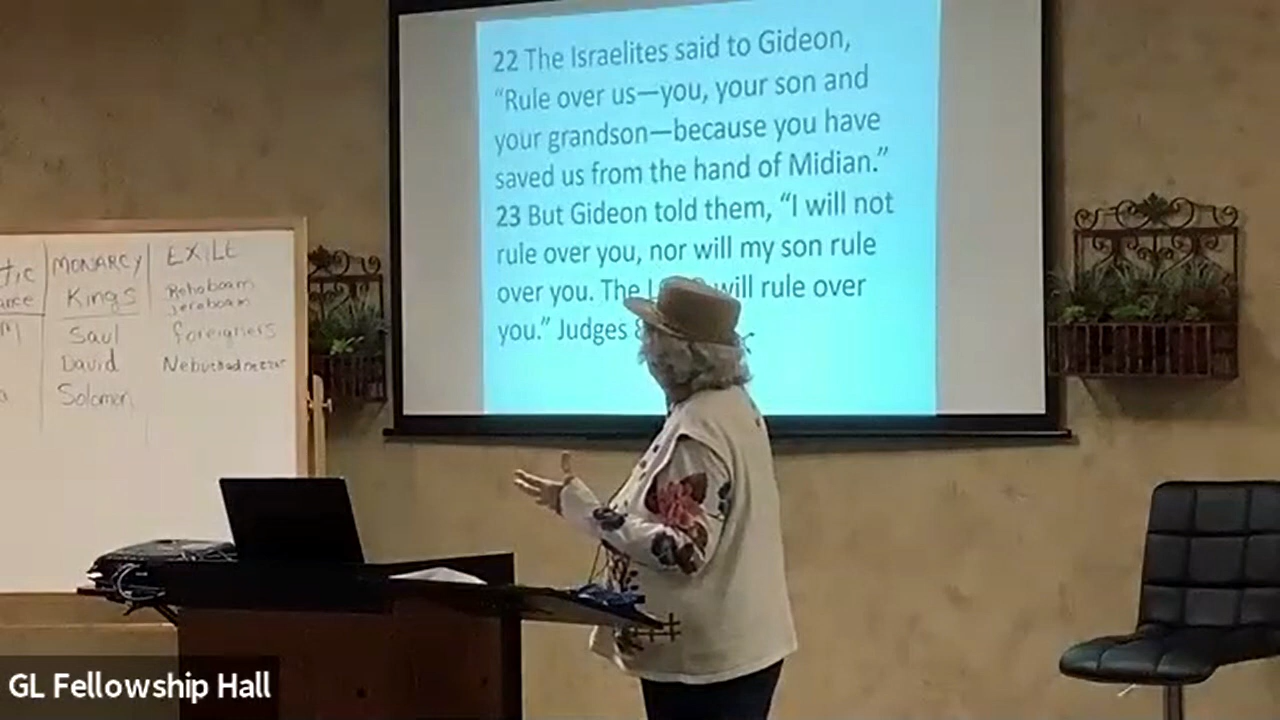 22 The Israelites said to Gideon,
“Rule over us—you, your son and
your grandson—because you have
saved us from the hand of Midian.”
23 But Gideon told them, “I will not
rule over you, nor will my son rule
over you. The will rule over
you.” Judges
MONARCY
Kings
Saul
David
Solomon
EXILE
Rehoboam
Jeroboam
foreigners
GL Fellowship Hall